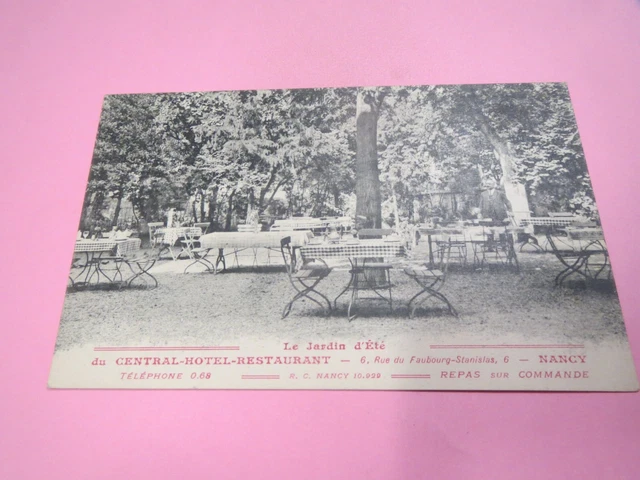 Le Jardin d'Été
du CENTRAL-HOTEL-RESTAURANT — 6, Rue du Faubourg-Stanislas, 6 — NANCY
TÉLÉPHONE 0.68 R. C. NANCY 10.929 REPAS SUR COMMANDE